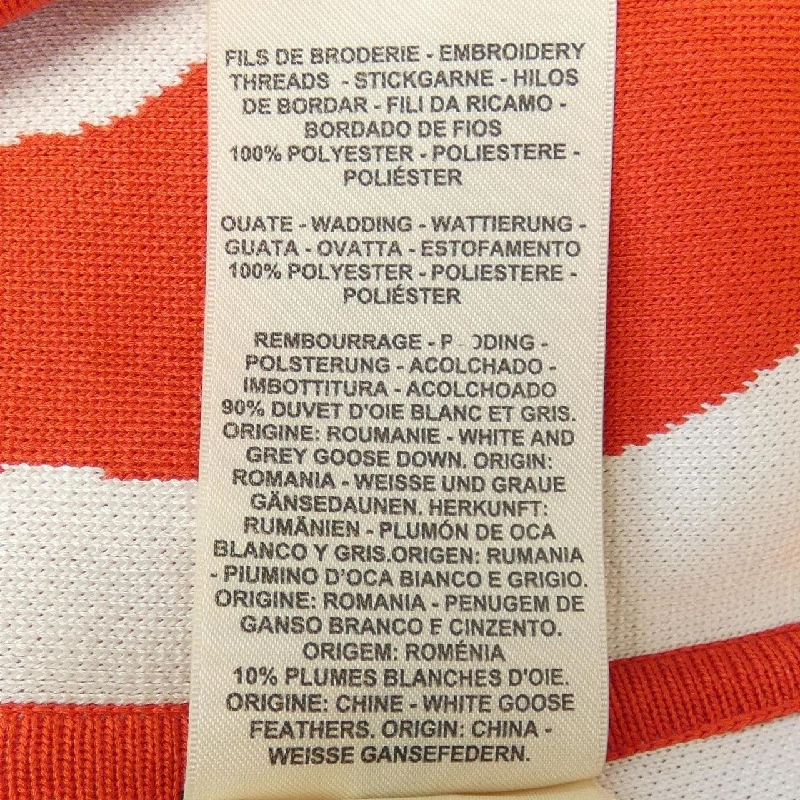 FILS DE BRODERIE - EMBROIDERY
THREADS - STICKGARNE - HILOS
DE BORDAR - FILI DA RICAMO -
BORDADO DE FIOS
100% POLYESTER - POLIESTERE -
POLIÉSTER
OUATE - WADDING - WATTIERUNG -
GUATA - OVATTA - ESTOFAMENTO
100% POLYESTER - POLIESTERE -
POLIÉSTER
REMBOURRAGE - P DDING -
POLSTERUNG - ACOLCHADO -
IMBOTTITURA - ACOLCHOADO
90% DUVET D'OIE BLANC ET GRIS.
ORIGINE: ROUMANIE - WHITE AND
GREY GOOSE DOWN. ORIGIN:
ROMANIA - WEISSE UND GRAUE
GÄNSEDAUNEN. HERKUNFT:
RUMÄNIEN - PLUMÓN DE OCA
BLANCO Y GRIS.ORIGEN: RUMANIA
- PIUMINO D'OCA BIANCO E GRIGIO.
ORIGINE: ROMANIA - PENUGEM DE
GANSO BRANCO E CINZENTO.
ORIGEM: ROMÉNIA
10% PLUMES BLANCHES D'OIE.
ORIGINE: CHINE - WHITE GOOSE
FEATHERS. ORIGIN: CHINA -
WEISSE GANSEFEDERN.